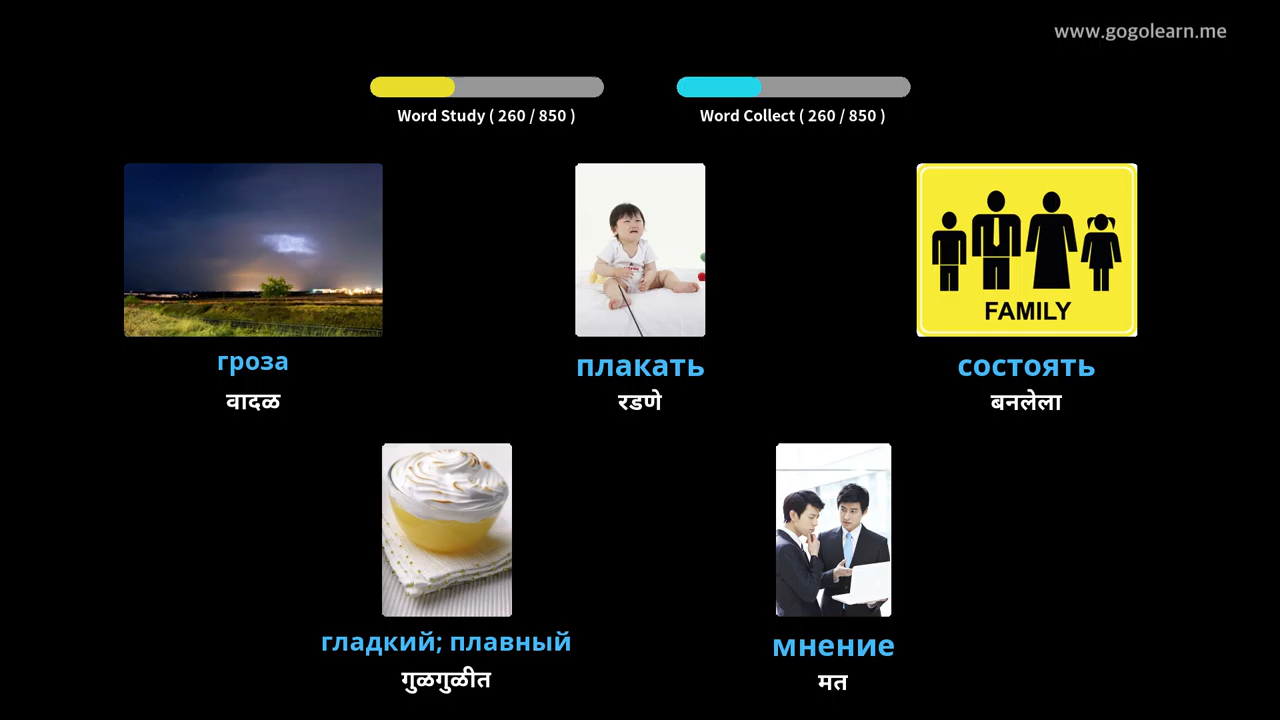 www.gogolearn.me
Word Study ( 260 / 850 )
Word Collect ( 260 / 850 )
FAMILY
гроза
वादळ
плакать
रडणे
состоять
बनलेला
гладкий; плавный
गुळगुळीत
мнение
मत